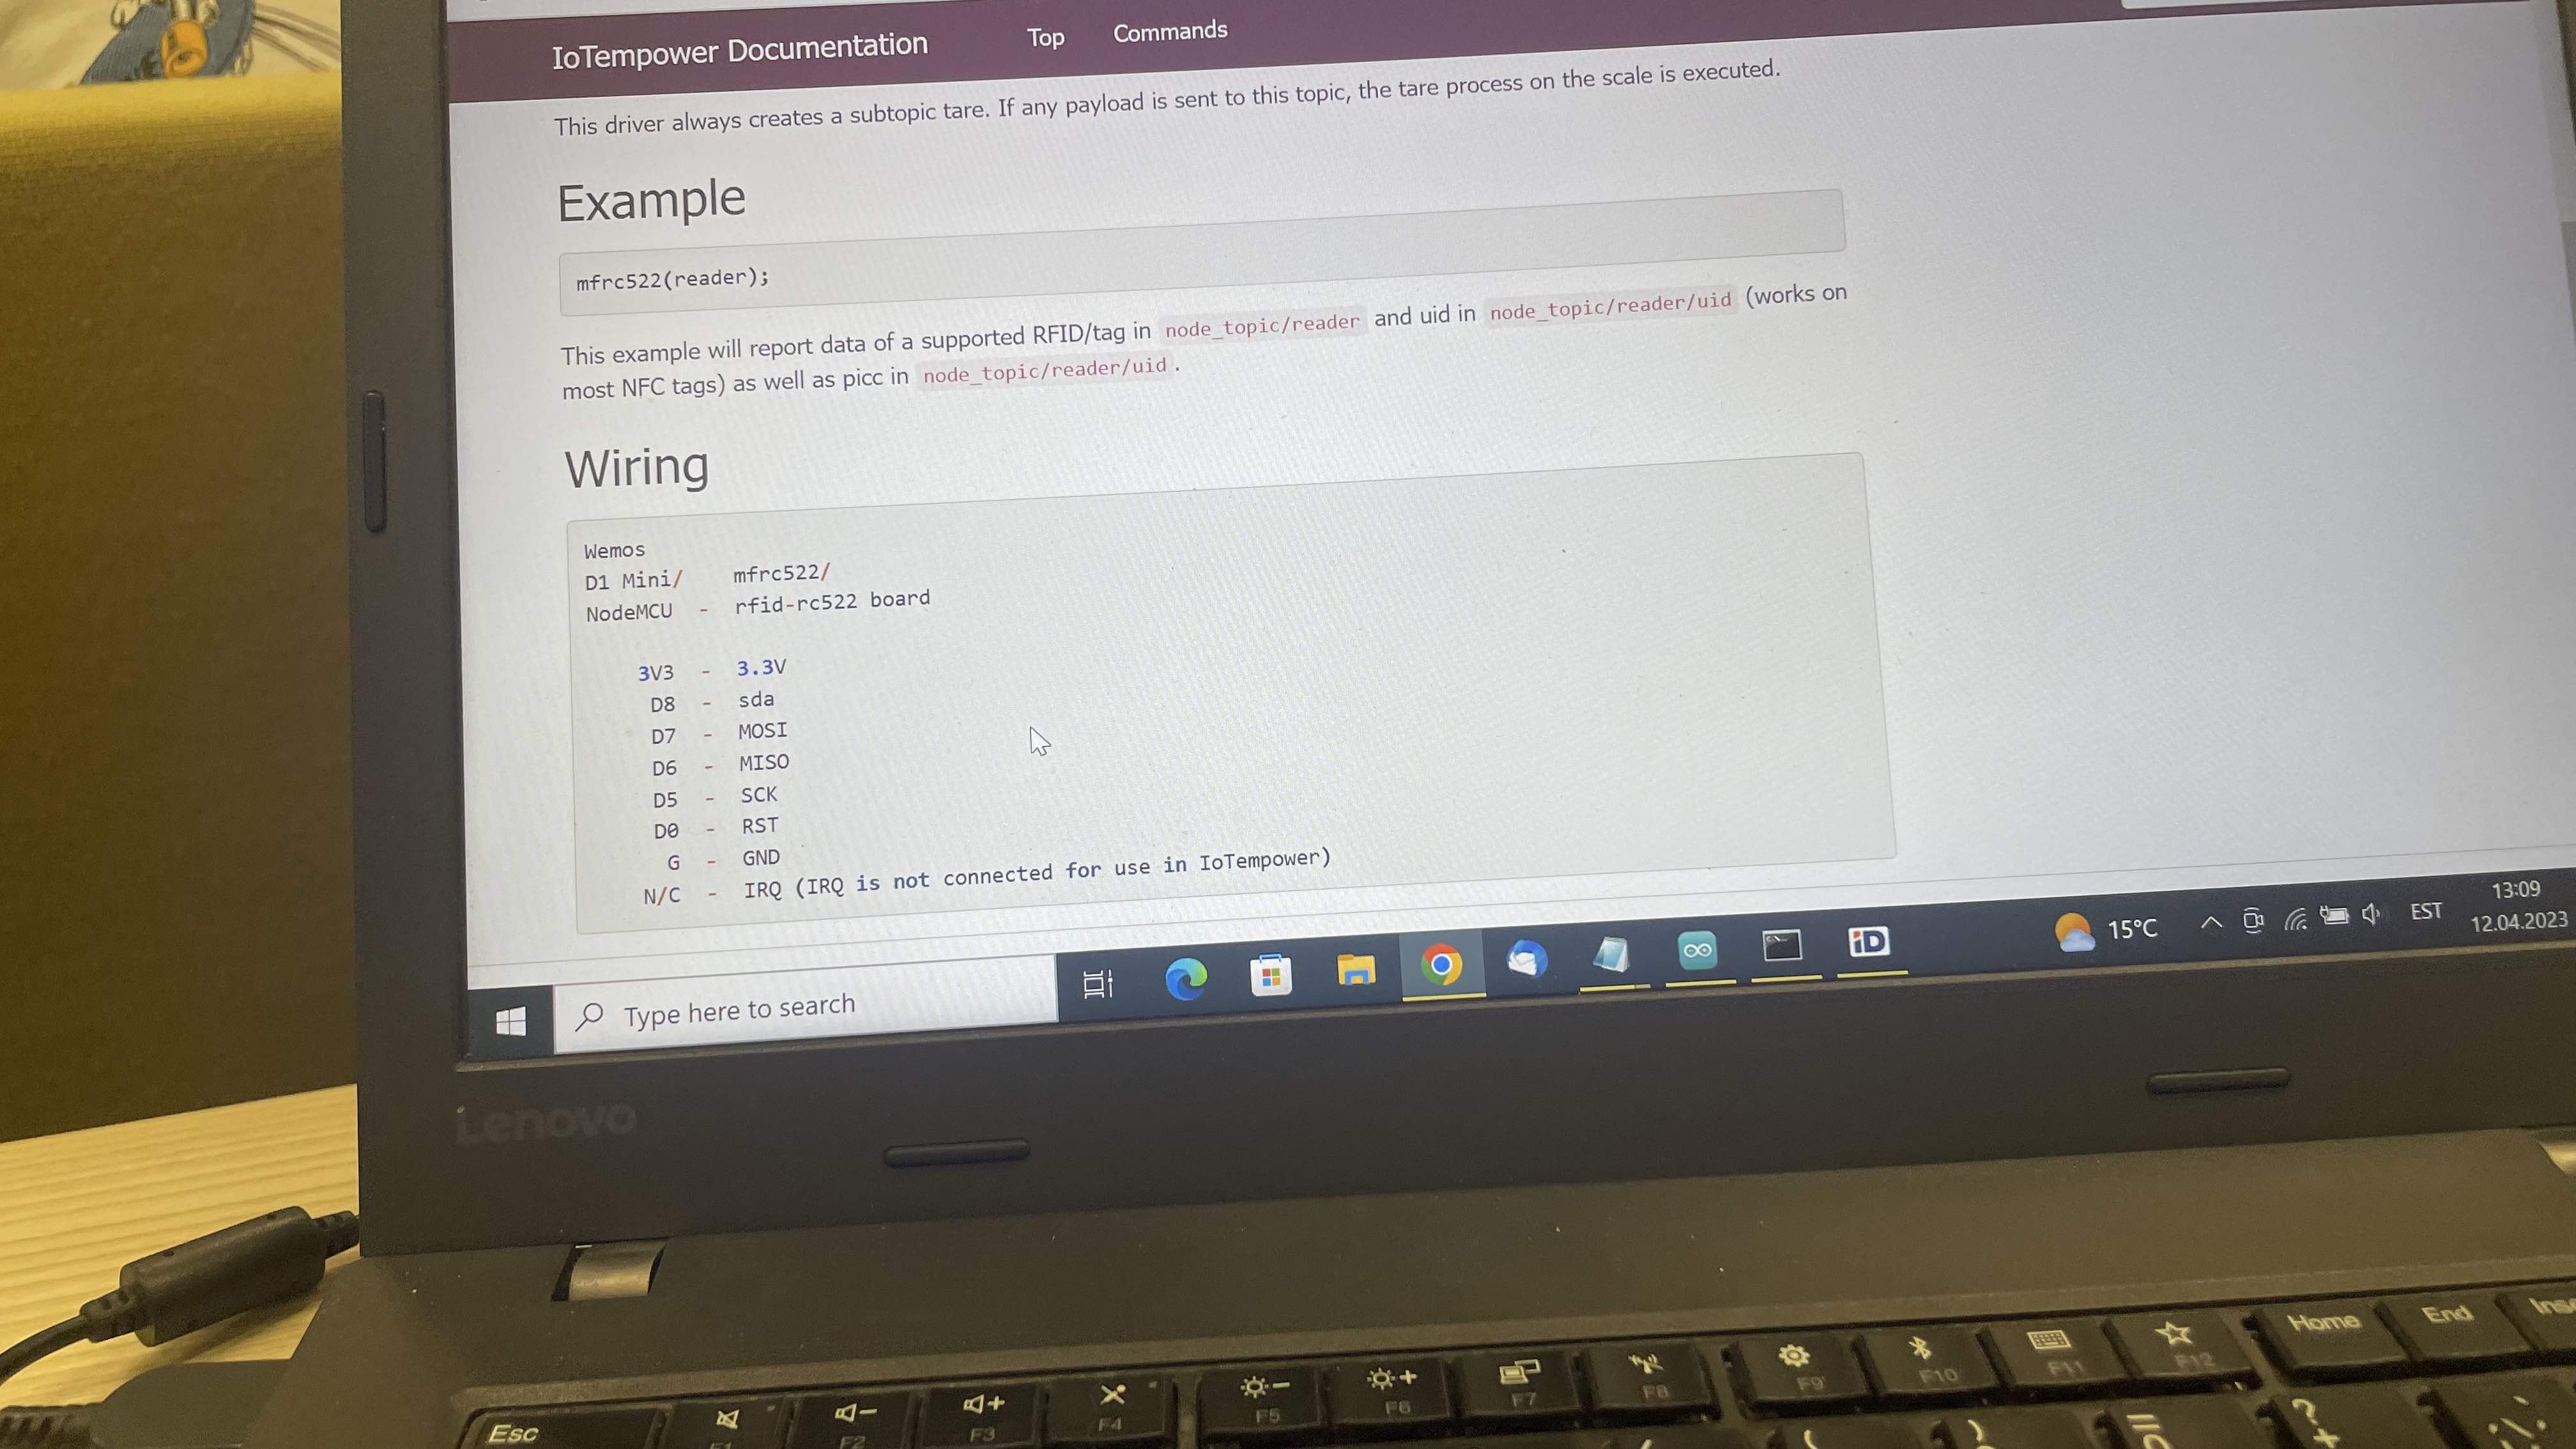 IoTempower Documentation Top Commands
This driver always creates a subtopic tare. If any payload is sent to this topic, the tare process on the scale is executed.
Example
mfrc522(reader);
This example will report data of a supported RFID/tag in node_topic/reader and uid in node_topic/reader/uid (works on
most NFC tags) as well as picc in node_topic/reader/uid .
Wiring
Wemos
D1 Mini/ mfrc522/
NodeMCU - rfid-rc522 board
3V3 - 3.3V
D8 - sda
D7 - MOSI
D6 - MISO
D5 - SCK
D0 - RST
G - GND
N/C - IRQ (IRQ is not connected for use in IoTempower)
Type here to search
iD
15°C
EST
13:09
12.04.2023
Lenovo
Home End Ins
Esc F1 F2 F3 F4 F5 F6 F7 F8 F9 F10 F11 F12